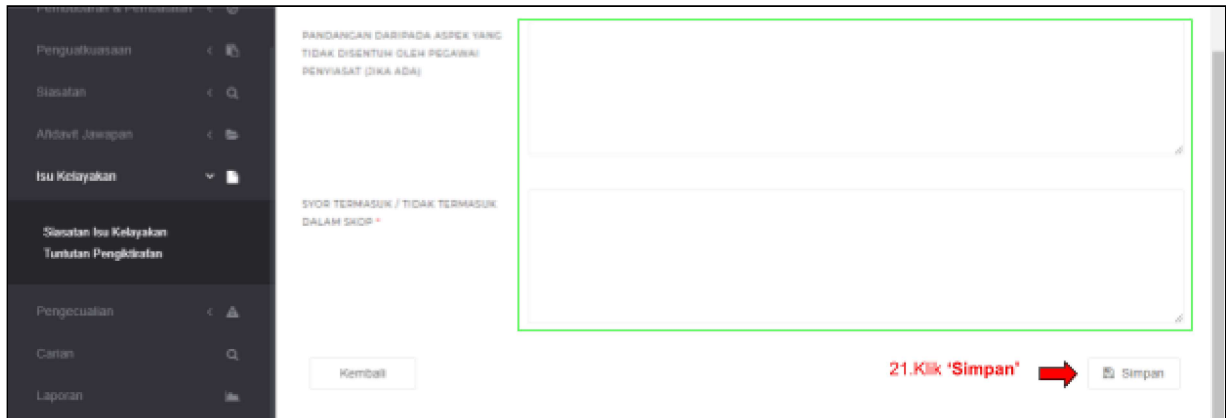 Penguatkuasaan
Siasatan
Afidavit Jawapan
Isu Kelayakan
Siasatan Isu Kelayakan
Tuntutan Pengiktirafan
Pengecualian
Carian
Laporan
PANDANGAN DARIPADA ASPEK YANG
TIDAK DISENTUH OLEH PEGAWAI
PENYIASAT (JIKA ADA)
SYOR TERMASUK / TIDAK TERMASUK
DALAM SKOP *
Kembali
21.Klik 'Simpan'
Simpan